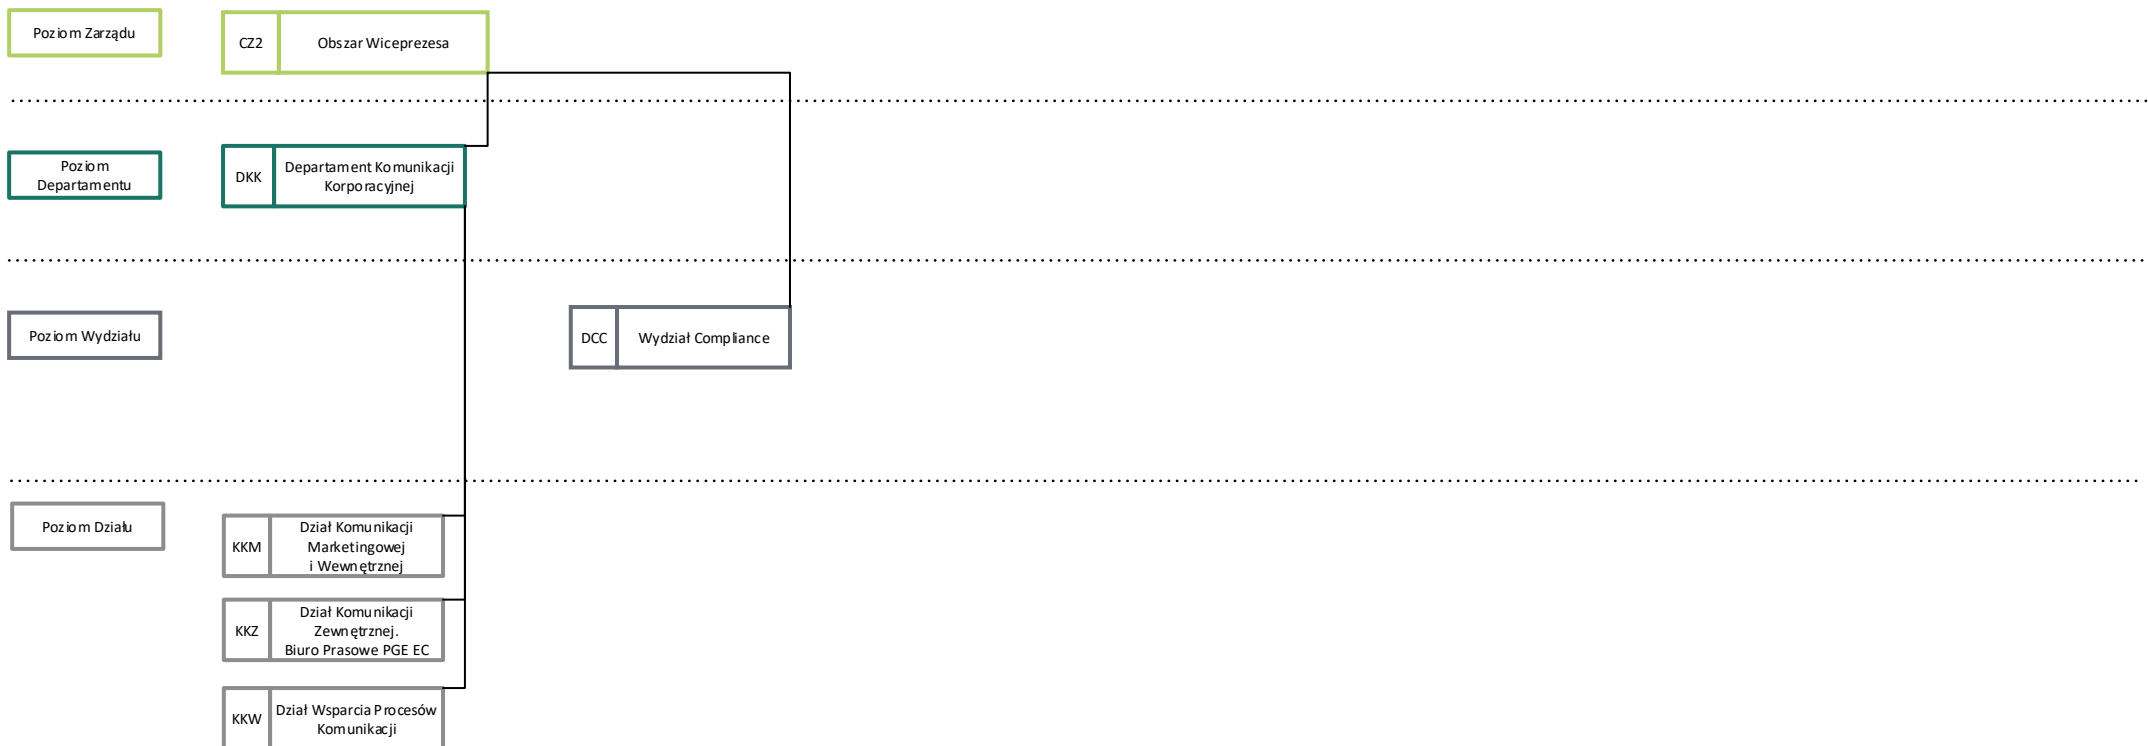 Poziom Zarządu
CZ2
Obszar Wiceprezesa
Poziom
Departamentu
DKK
Departament Komunikacji
Korporacyjnej
Poziom Wydziału
DCC
Wydział Compliance
Poziom Działu
KKM
Dział Komunikacji
Marketingowej
i Wewnętrznej
KKZ
Dział Komunikacji
Zewnętrznej.
Biuro Prasowe PGE EC
KKW
Dział Wsparcia Procesów
Komunikacji